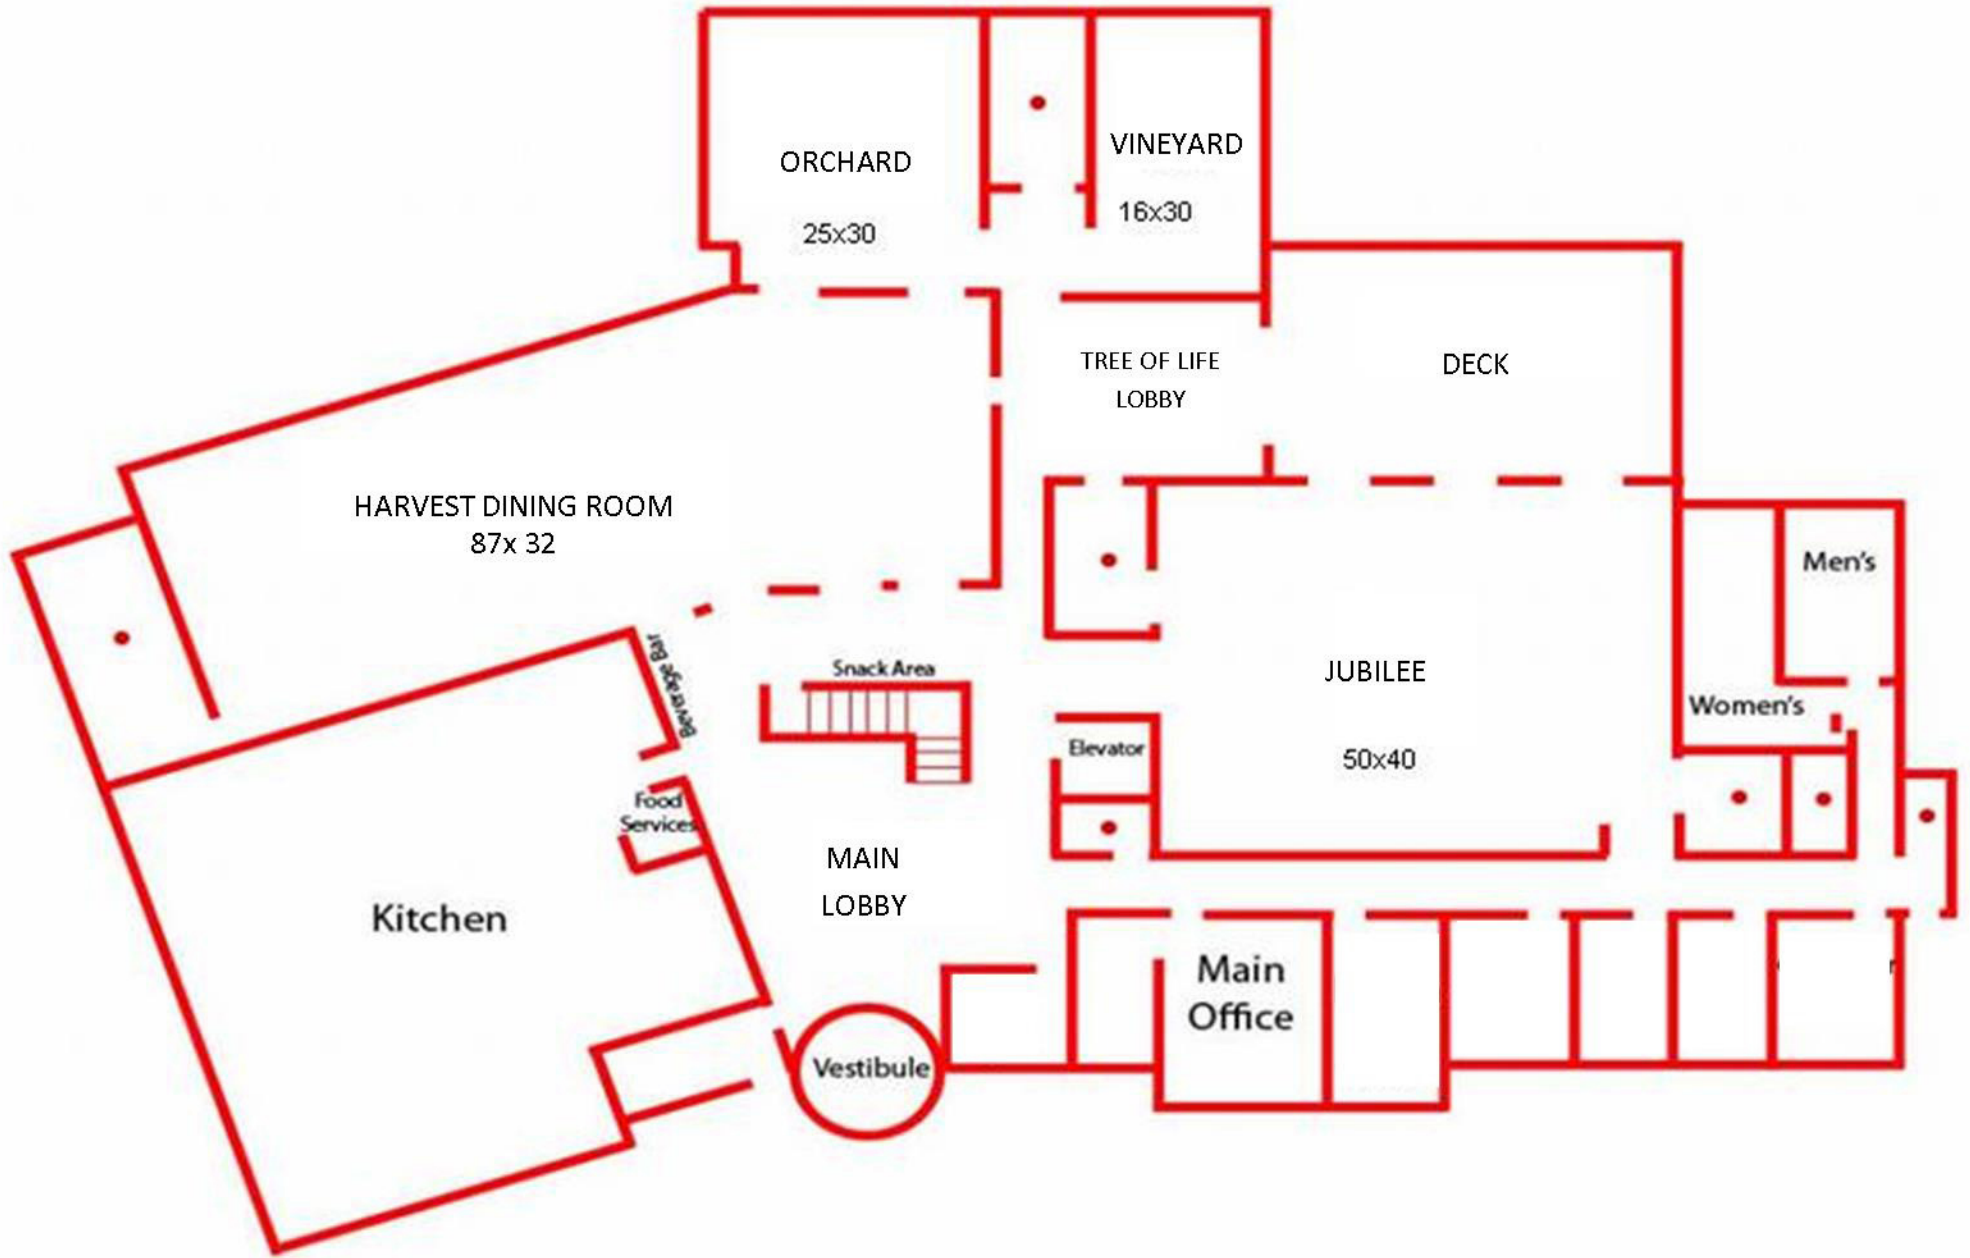 ORCHARD
25x30
VINEYARD
16x30
TREE OF LIFE
LOBBY
DECK
HARVEST DINING ROOM
87x 32
Men's
Women's
JUBILEE
50x40
Beverage Bar
Snack Area
Elevator
Food
Services
MAIN
LOBBY
Kitchen
Main
Office
Vestibule